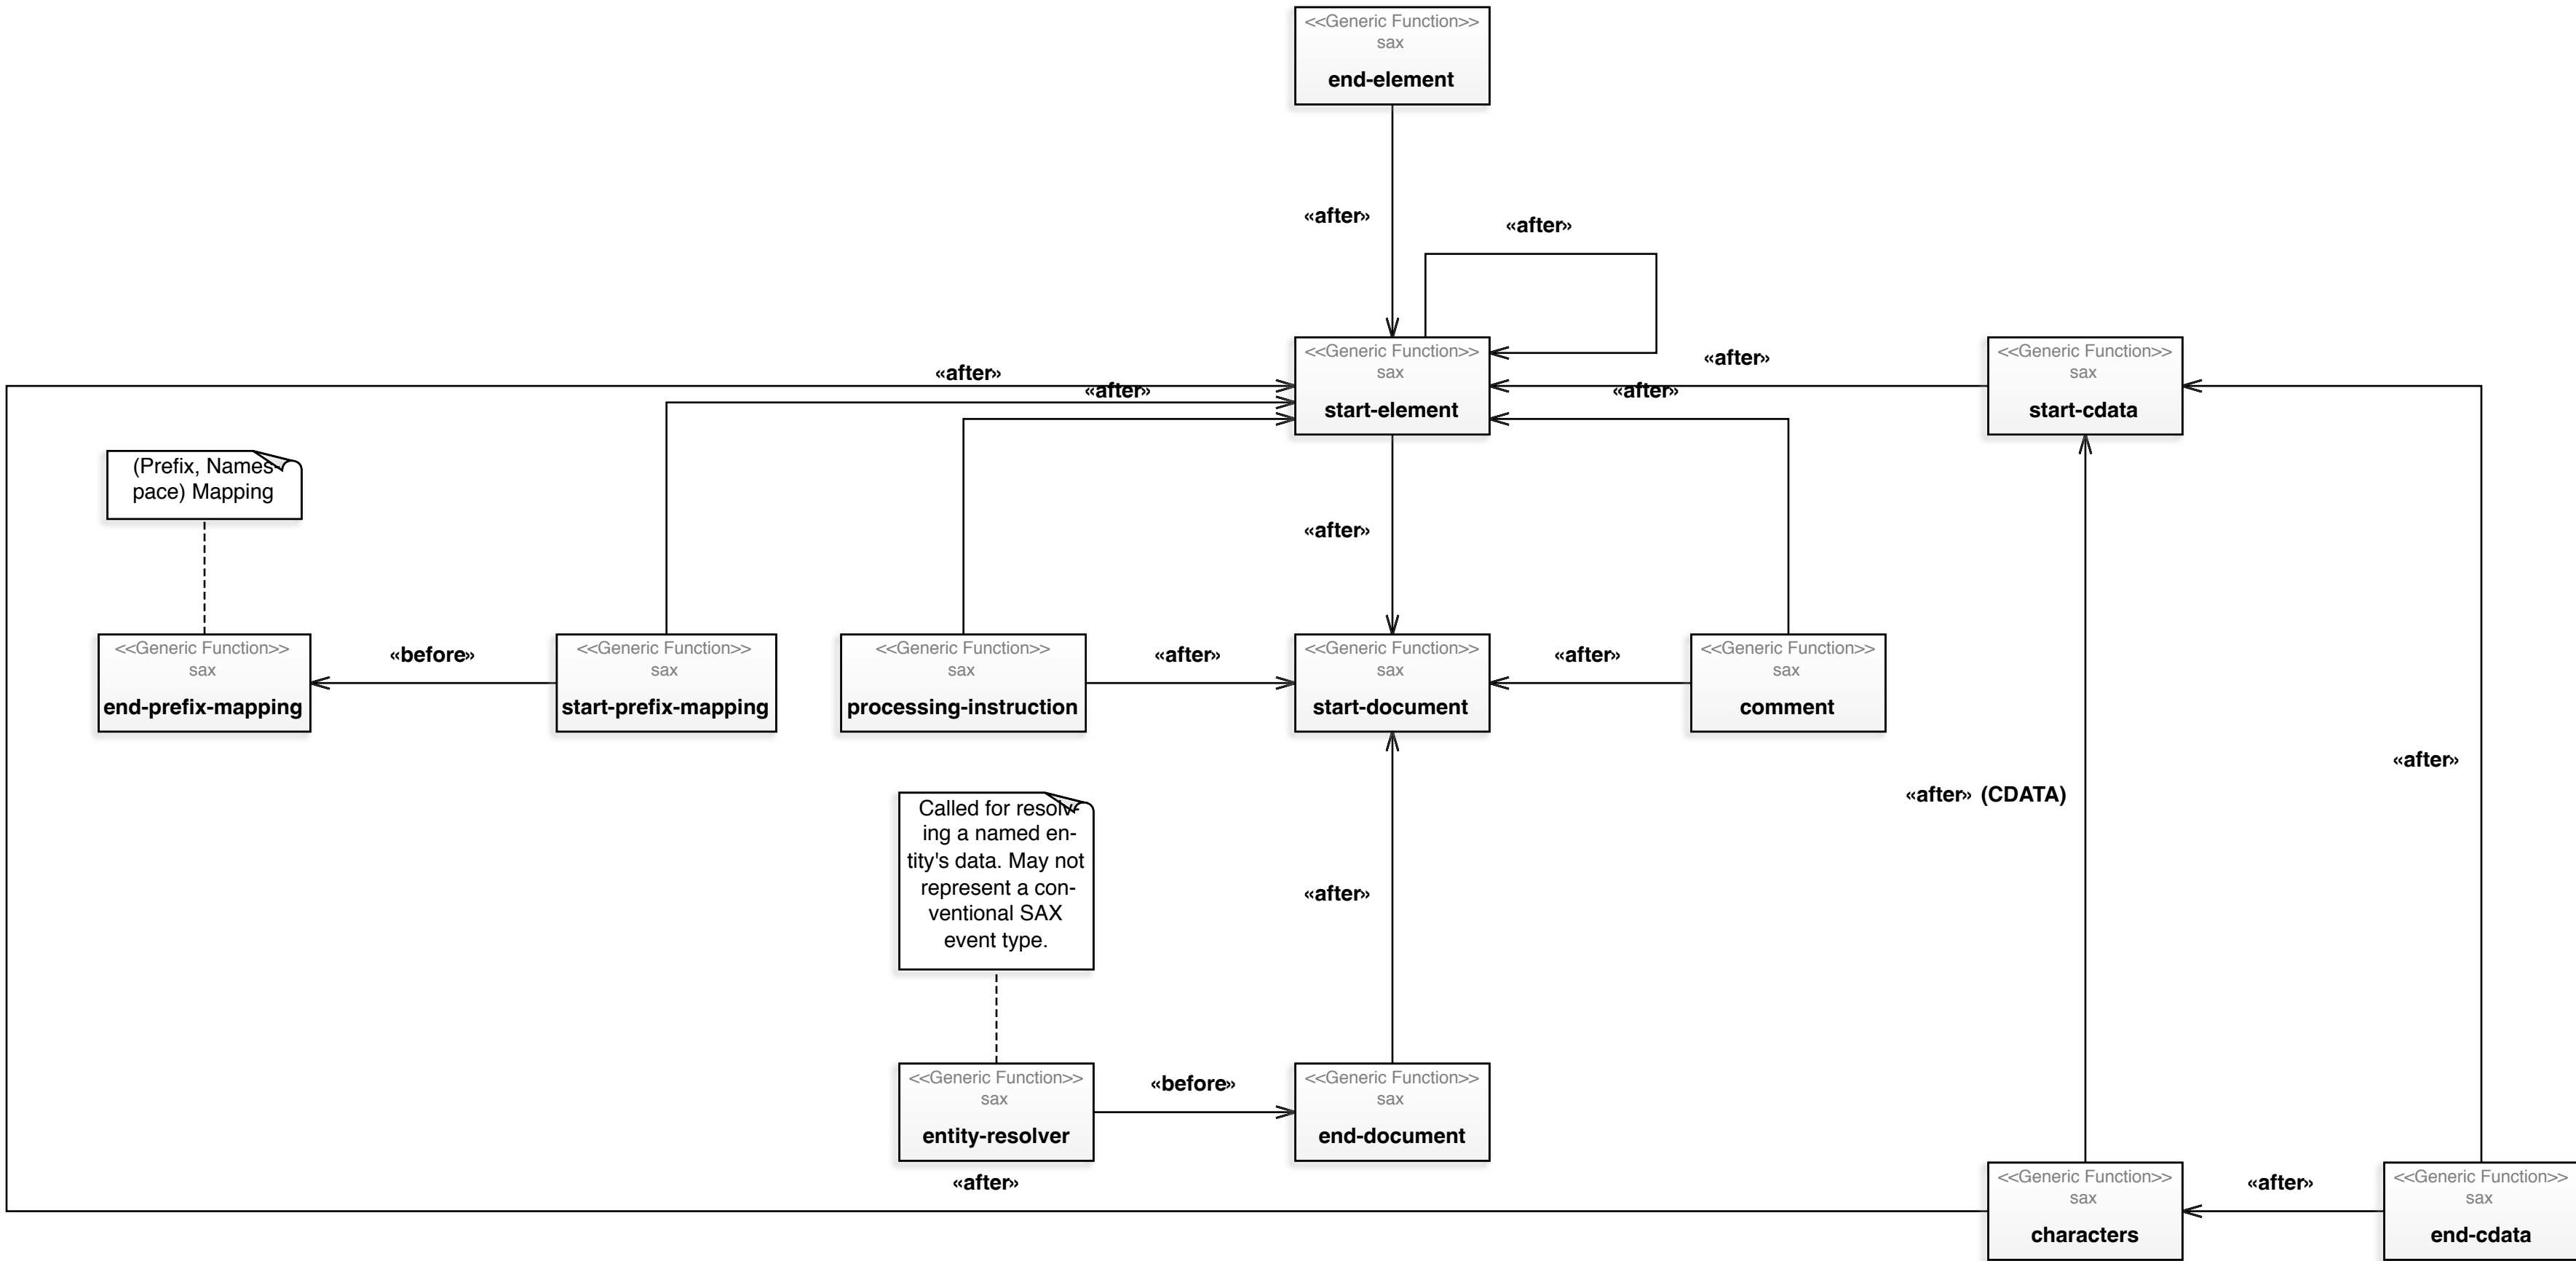 <<Generic Function>>
sax
end-element
«after»
«after»
<<Generic Function>>
sax
start-element
«after»
«after»
«after»
«after»
<<Generic Function>>
sax
start-cdata
(Prefix, Names-
pace) Mapping
«after»
<<Generic Function>>
sax
end-prefix-mapping
«before»
<<Generic Function>>
sax
start-prefix-mapping
<<Generic Function>>
sax
processing-instruction
«after»
<<Generic Function>>
sax
start-document
«after»
<<Generic Function>>
sax
comment
«after»
«after» (CDATA)
Called for resolv-
ing a named en-
tity's data. May not
represent a con-
ventional SAX
event type.
«after»
<<Generic Function>>
sax
entity-resolver
«before»
<<Generic Function>>
sax
end-document
«after»
<<Generic Function>>
sax
characters
«after»
<<Generic Function>>
sax
end-cdata